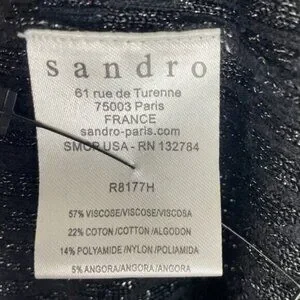 sandro
61 rue de Turenne
75003 Paris
FRANCE
sandro-paris.com
SMCP USA - RN 132784
R8177H
57% VISCOSE/VISCOSE/VISCOSA
22% COTON/COTTON/ALGODON
14% POLYAMIDE/NYLON/POLIAMIDA
5% ANGORA/ANGORA/ANGORA